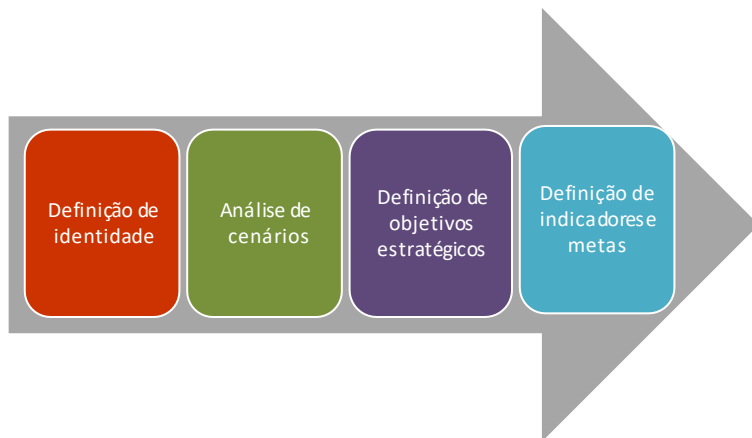 Definição de
identidade
Análise de
cenários
Definição de
objetivos
estratégicos
Definição de
indicadorese
metas